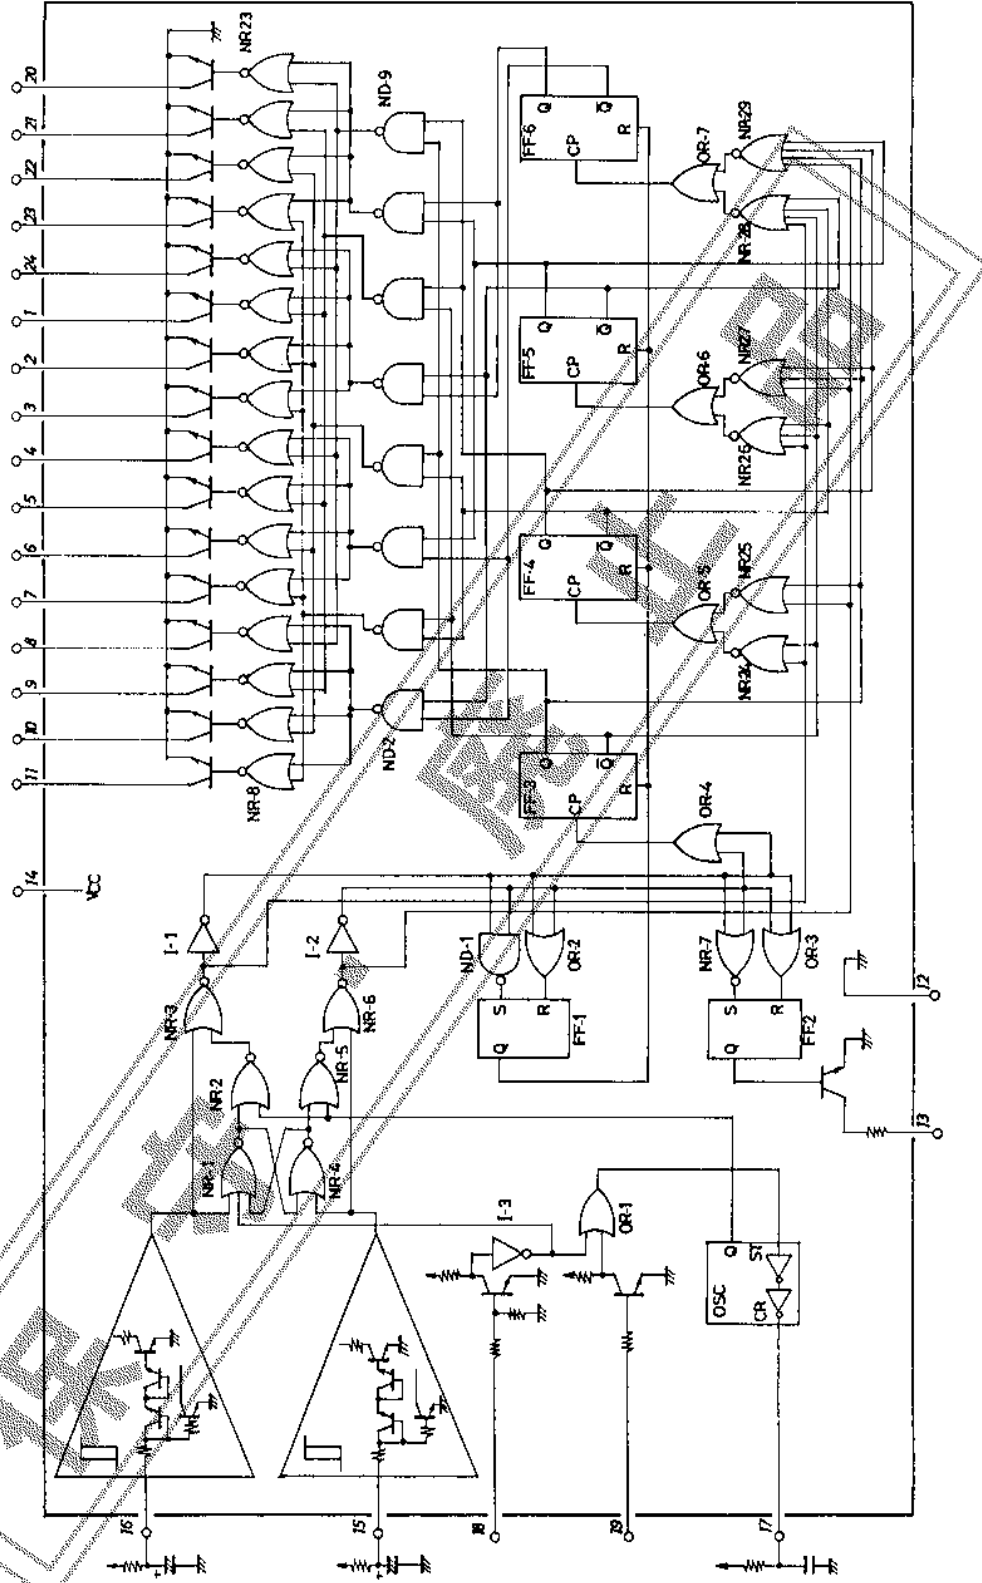 20
21
22
23
24
1
2
3
4
5
6
7
8
9
10
11
14
VCC
NR23
NR-8
ND-9
ND-2
FF-6
Q
Q̅
CP
R
FF-5
Q
Q̅
CP
R
FF-4
Q
Q̅
CP
R
FF-3
Q
Q̅
CP
R
OR-7
NR29
NR-28
OR-6
NR27
NR26
OR-5
NR25
NR24
OR-4
I-1
I-2
NR-3
NR-6
NR-2
NR-5
NR-1
NR-4
ND-1
OR-2
S
R
Q
FF-1
NR-7
OR-3
S
R
Q
FF-2
12
13
I-3
OR-1
OSC
Q
ST
CR
16
15
18
19
17